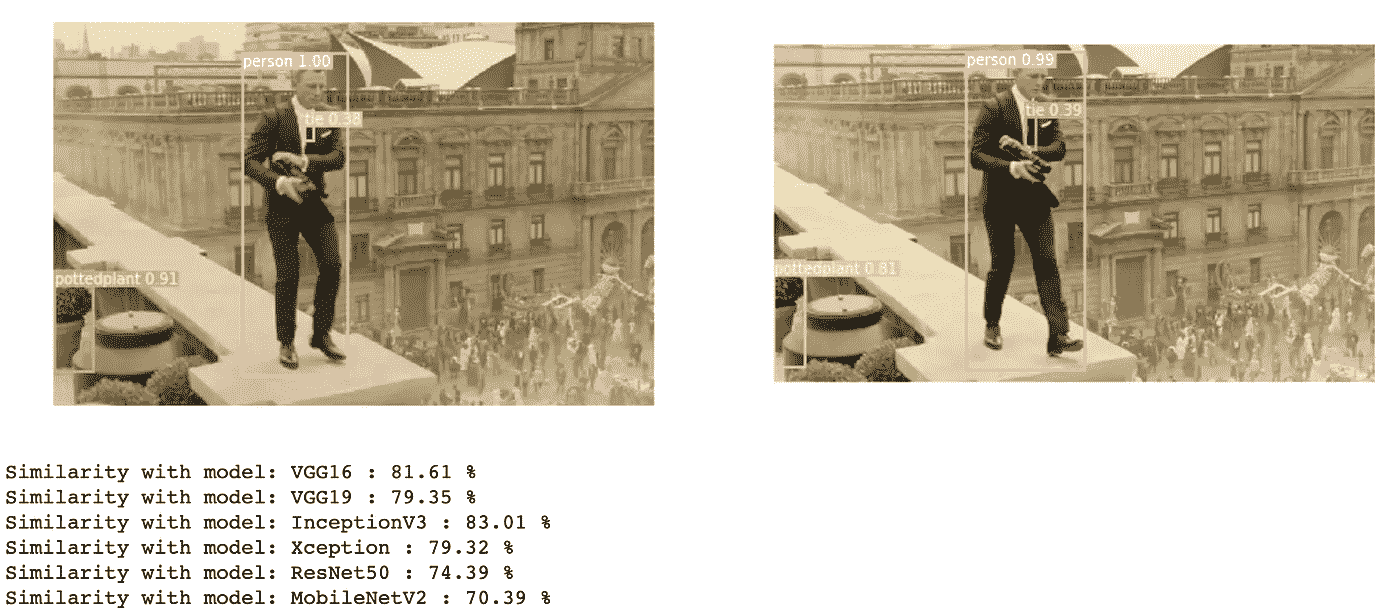 person 1.00
tie 0.38
pottedplant 0.91
person 0.99
tie 0.39
pottedplant 0.81
Similarity with model: VGG16 : 81.61 %
Similarity with model: VGG19 : 79.35 %
Similarity with model: InceptionV3 : 83.01 %
Similarity with model: Xception : 79.32 %
Similarity with model: ResNet50 : 74.39 %
Similarity with model: MobileNetV2 : 70.39 %